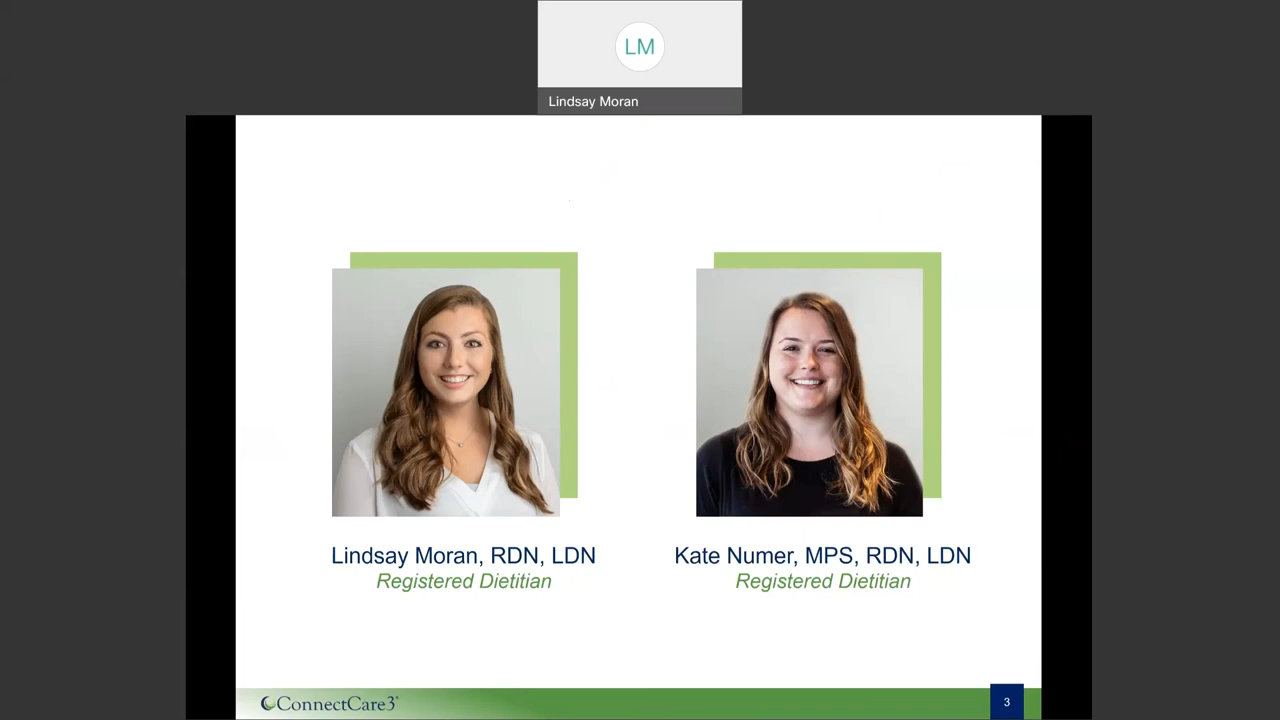 LM
Lindsay Moran
Lindsay Moran, RDN, LDN
Registered Dietitian
Kate Numer, MPS, RDN, LDN
Registered Dietitian
ConnectCare3®
3